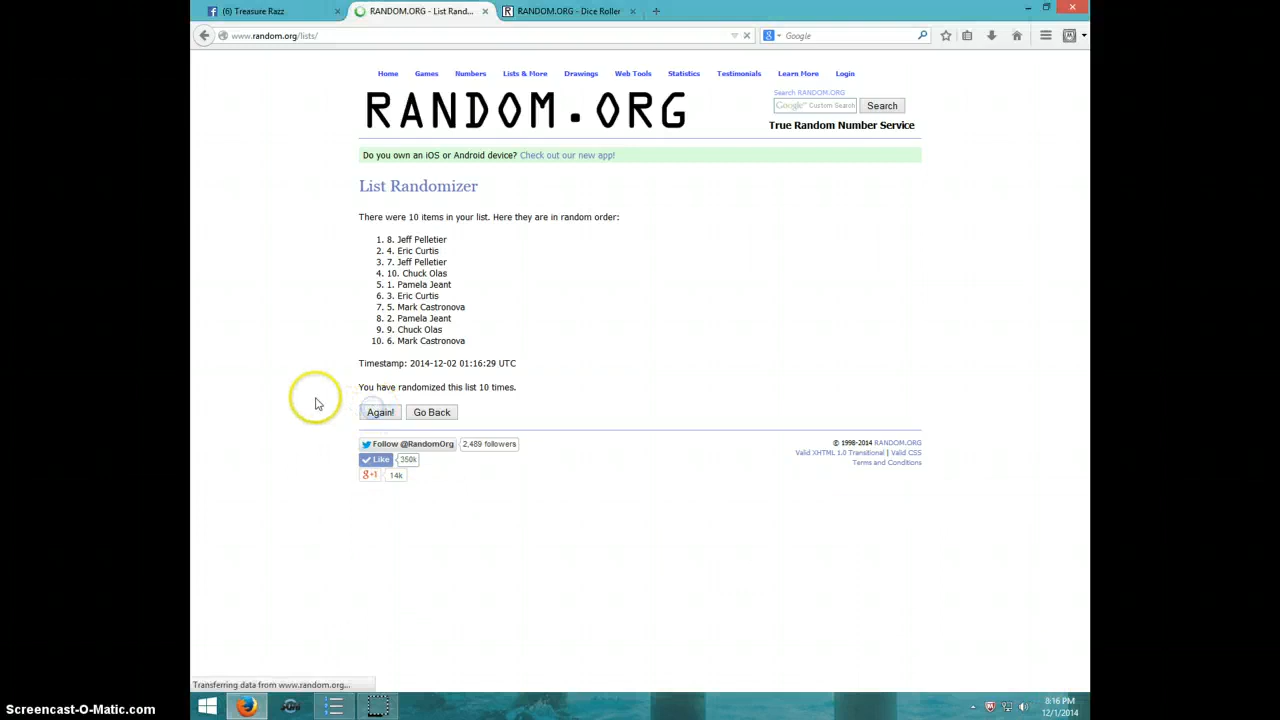 (6) Treasure Razz
RANDOM.ORG - List Rand...
RANDOM.ORG - Dice Roller
www.random.org/lists/
Google
Home Games Numbers Lists & More Drawings Web Tools Statistics Testimonials Learn More Login
RANDOM.ORG
Search RANDOM.ORG
Google™ Custom Search Search
True Random Number Service
Do you own an iOS or Android device? Check out our new app!
List Randomizer
There were 10 items in your list. Here they are in random order:
1. 8. Jeff Pelletier
2. 4. Eric Curtis
3. 7. Jeff Pelletier
4. 10. Chuck Olas
5. 1. Pamela Jeant
6. 3. Eric Curtis
7. 5. Mark Castronova
8. 2. Pamela Jeant
9. 9. Chuck Olas
10. 6. Mark Castronova
Timestamp: 2014-12-02 01:16:29 UTC
You have randomized this list 10 times.
Again! Go Back
Follow @RandomOrg 2,489 followers
Like 350k
+1 14k
© 1998-2014 RANDOM.ORG
Valid XHTML 1.0 Transitional | Valid CSS
Terms and Conditions
Transferring data from www.random.org...
8:16 PM
12/1/2014
Screencast-O-Matic.com